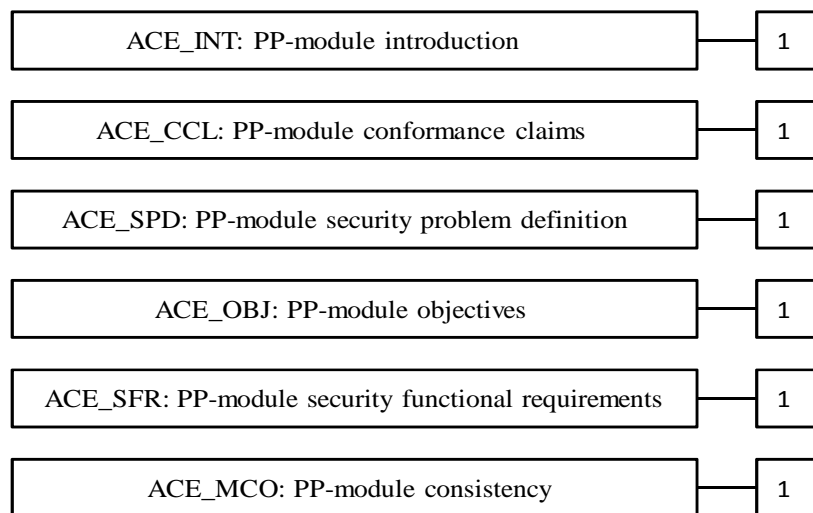 ACE_INT: PP-module introduction 1
ACE_CCL: PP-module conformance claims 1
ACE_SPD: PP-module security problem definition 1
ACE_OBJ: PP-module objectives 1
ACE_SFR: PP-module security functional requirements 1
ACE_MCO: PP-module consistency 1